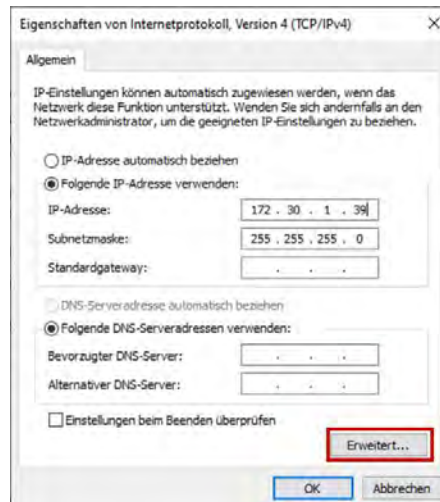 Eigenschaften von Internetprotokoll, Version 4 (TCP/IPv4)
Allgemein
IP-Einstellungen können automatisch zugewiesen werden, wenn das
Netzwerk diese Funktion unterstützt. Wenden Sie sich andernfalls an den
Netzwerkadministrator, um die geeigneten IP-Einstellungen zu beziehen.
IP-Adresse automatisch beziehen
Folgende IP-Adresse verwenden:
IP-Adresse: 172 . 30 . 1 . 39
Subnetzmaske: 255 . 255 . 255 . 0
Standardgateway: . . .
DNS-Serveradresse automatisch beziehen
Folgende DNS-Serveradressen verwenden:
Bevorzugter DNS-Server: . . .
Alternativer DNS-Server: . . .
Einstellungen beim Beenden überprüfen
Erweitert...
OK Abbrechen